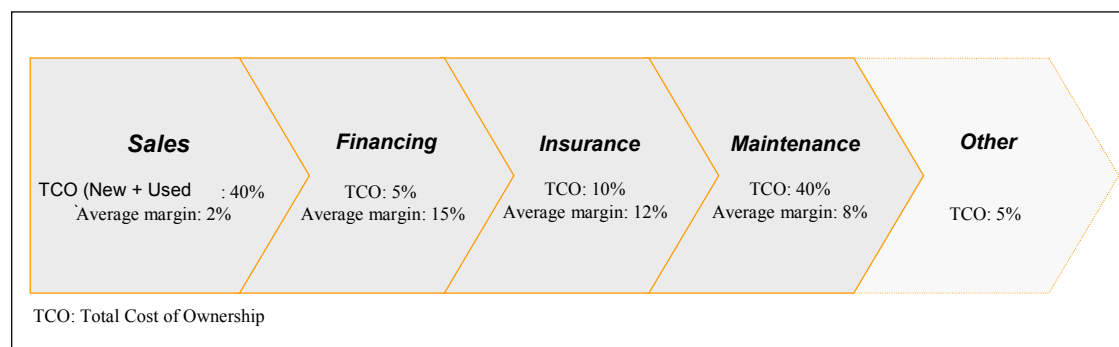 Sales
TCO (New + Used : 40%
Average margin: 2%
Financing
TCO: 5%
Average margin: 15%
Insurance
TCO: 10%
Average margin: 12%
Maintenance
TCO: 40%
Average margin: 8%
Other
TCO: 5%
TCO: Total Cost of Ownership